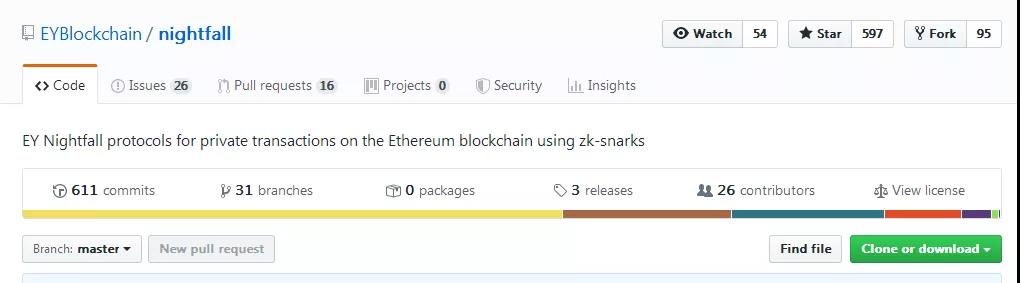 EYBlockchain / nightfall Watch 54 Star 597 Fork 95
Code Issues 26 Pull requests 16 Projects 0 Security Insights
EY Nightfall protocols for private transactions on the Ethereum blockchain using zk-snarks
611 commits 31 branches 0 packages 3 releases 26 contributors View license
Branch: master New pull request Find file Clone or download